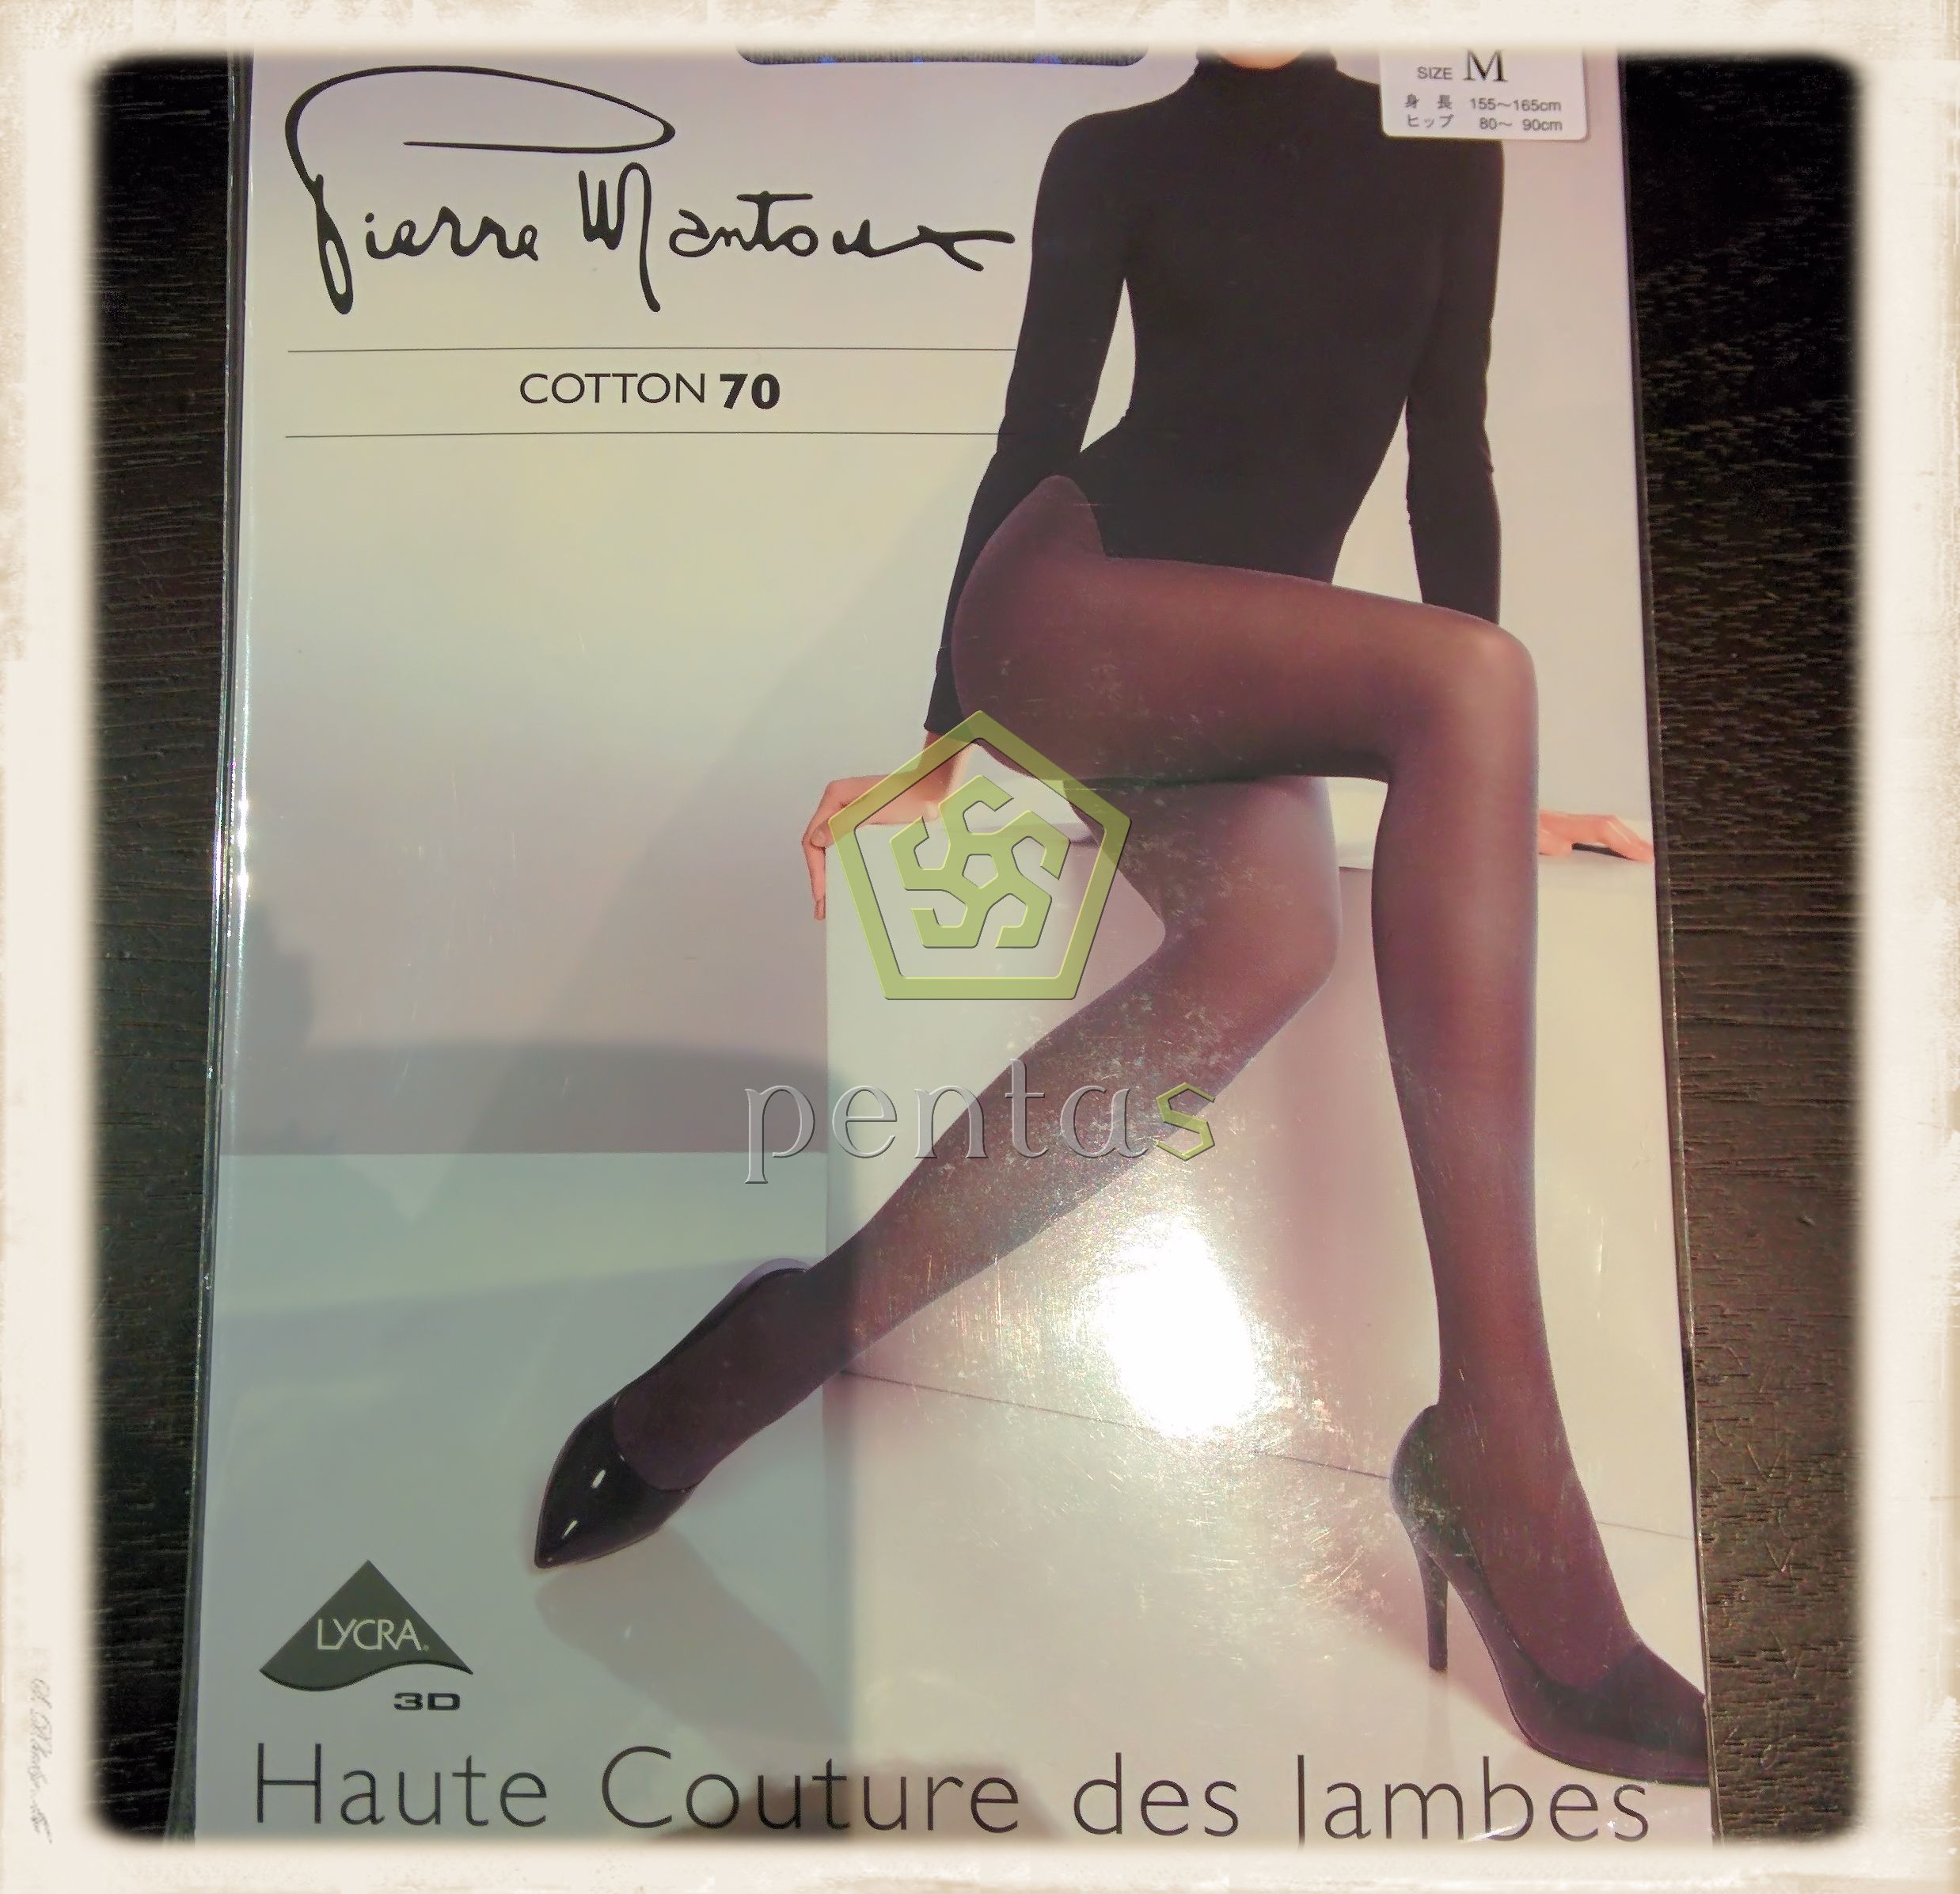 Pierre Mantoux
SIZE M
身長 155〜165cm
ヒップ 80〜 90cm
COTTON 70
pentas
LYCRA®
3D
Haute Couture des Jambes